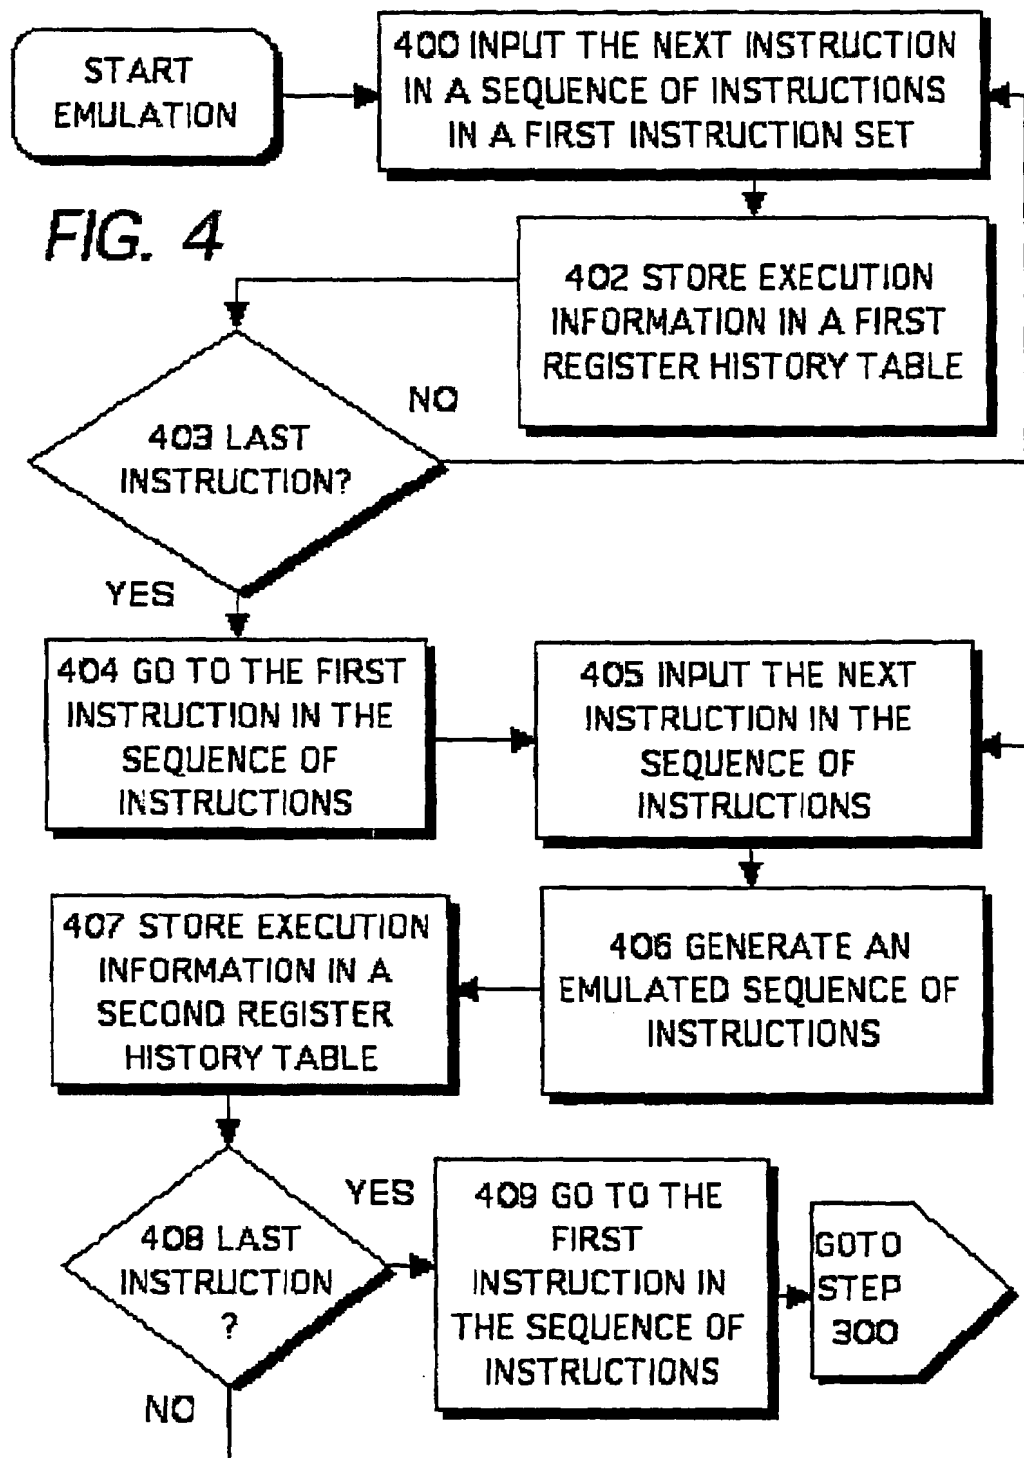 START
EMULATION
400 INPUT THE NEXT INSTRUCTION
IN A SEQUENCE OF INSTRUCTIONS
IN A FIRST INSTRUCTION SET
FIG. 4
402 STORE EXECUTION
INFORMATION IN A FIRST
REGISTER HISTORY TABLE
NO
403 LAST
INSTRUCTION?
YES
404 GO TO THE FIRST
INSTRUCTION IN THE
SEQUENCE OF
INSTRUCTIONS
405 INPUT THE NEXT
INSTRUCTION IN THE
SEQUENCE OF
INSTRUCTIONS
406 GENERATE AN
EMULATED SEQUENCE OF
INSTRUCTIONS
407 STORE EXECUTION
INFORMATION IN A
SECOND REGISTER
HISTORY TABLE
408 LAST
INSTRUCTION
?
YES
NO
409 GO TO THE
FIRST
INSTRUCTION IN
THE SEQUENCE OF
INSTRUCTIONS
GOTO
STEP
300